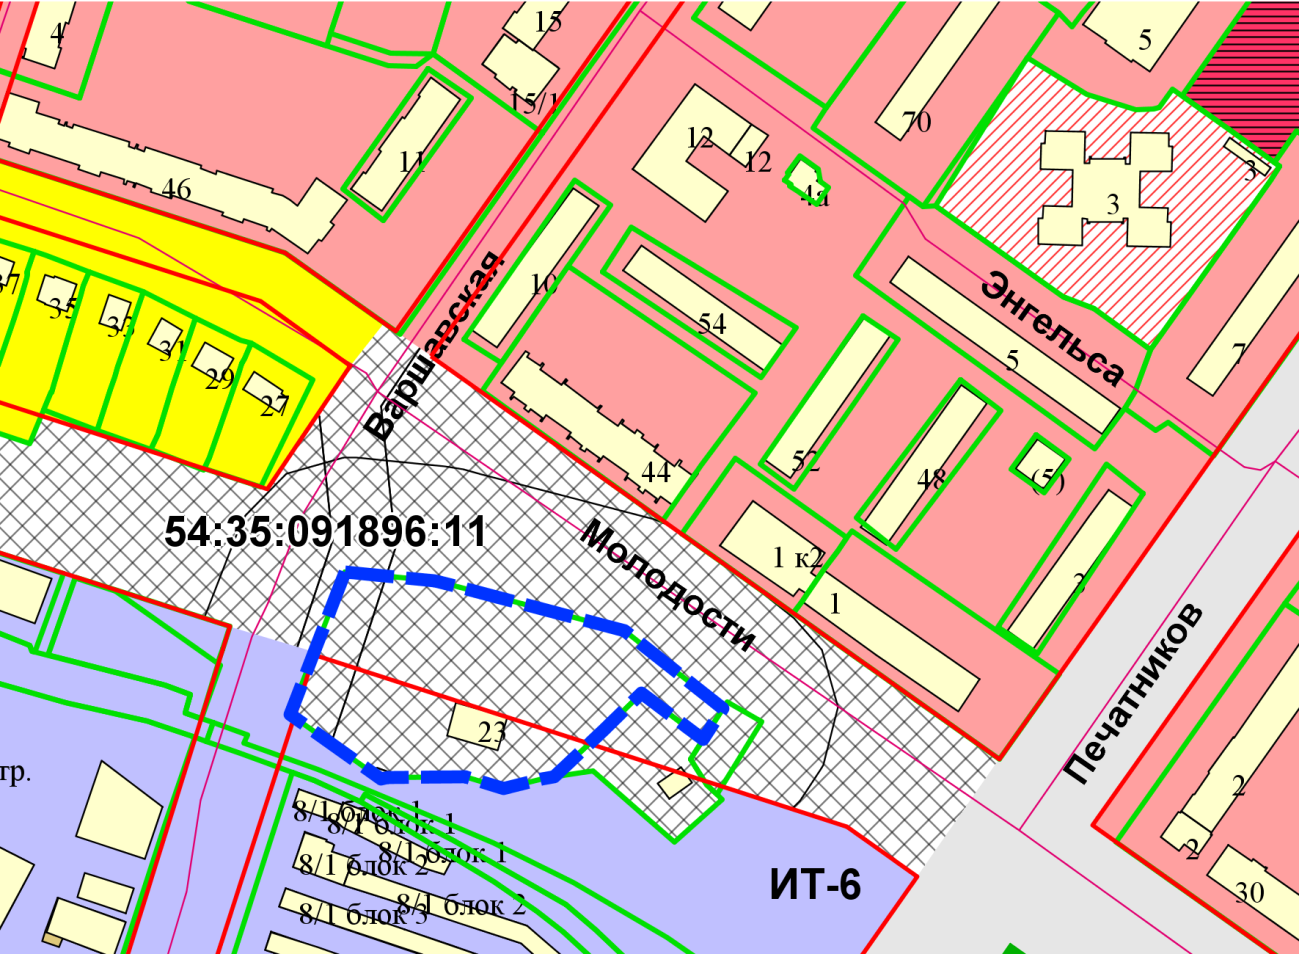 4
15
15/1
5
70
11
12
12
4а
3
3
46
10
Варшавская
54
Энгельса
5
7
37
35
33
31
29
27
52
48
(5)
44
3
54:35:091896:11
Молодости
1 к2
1
Печатников
23
тр.
8/1 блок 1
8/1 блок 1
8/1 блок 1
8/1 блок 2
8/1 блок 2
8/1 блок 3
ИТ-6
2
2
30